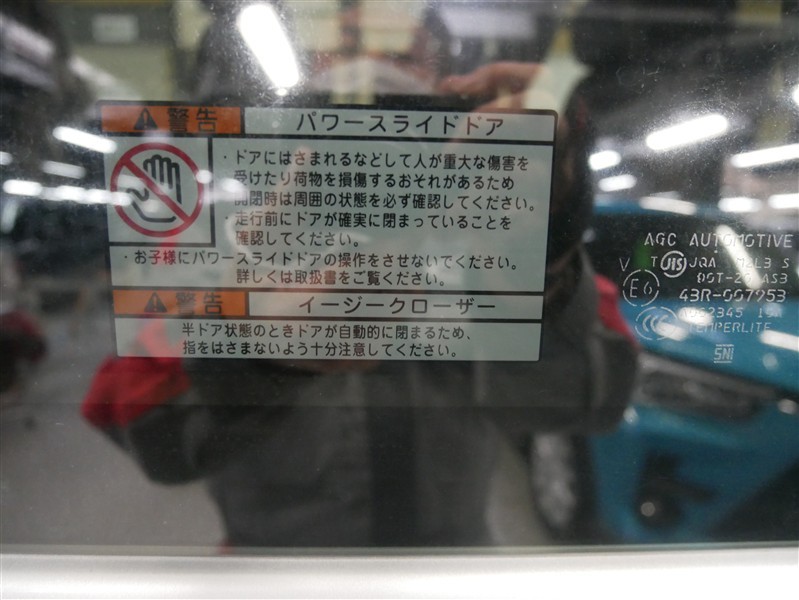 警告 パワースライドドア
・ドアにはさまれるなどして人が重大な傷害を
受けたり荷物を損傷するおそれがあるため
開閉時は周囲の状態を必ず確認してください。
・走行前にドアが確実に閉まっていることを
確認してください。
・お子様にパワースライドドアの操作をさせないでください。
詳しくは取扱書をご覧ください。
警告 イージークローザー
半ドア状態のときドアが自動的に閉まるため、
指をはさまないよう十分注意してください。
AGC AUTOMOTIVE
JIS JQA
E6 43R-007953
TEMPERLITE
SNI